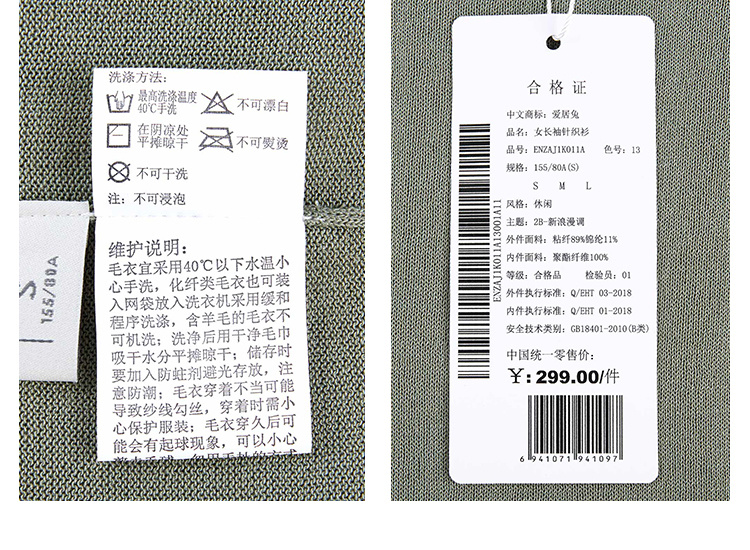 洗涤方法:
最高洗涤温度
40℃手洗
不可漂白
在阴凉处
平摊晾干
不可熨烫
不可干洗
注: 不可浸泡
S
155/80A
维护说明:
毛衣宜采用40℃以下水温小
心手洗, 化纤类毛衣也可装
入网袋放入洗衣机采用缓和
程序洗涤, 含羊毛的毛衣不
可机洗; 洗净后用干净毛巾
吸干水分平摊晾干; 储存时
要加入防蛀剂避光存放, 注
意防潮; 毛衣穿着不当可能
导致纱线勾丝, 穿着时需小
心保护服装; 毛衣穿久后可
能会有起球现象, 可以小心
合格证
中文商标: 爱居兔
品名: 女长袖针织衫
品号: ENZAJ1K011A 色号: 13
规格: 155/80A(S)
S M L
风格: 休闲
主题: 2B-新浪漫调
外件面料: 粘纤89%锦纶11%
内件面料: 聚酯纤维100%
等级: 合格品 检验员: 01
外件执行标准: Q/EHT 03-2018
内件执行标准: Q/EHT 01-2018
安全技术类别: GB18401-2010(B类)
中国统一零售价:
¥: 299.00/件
ENZAJ1K011A13001A11
6 941071 941097